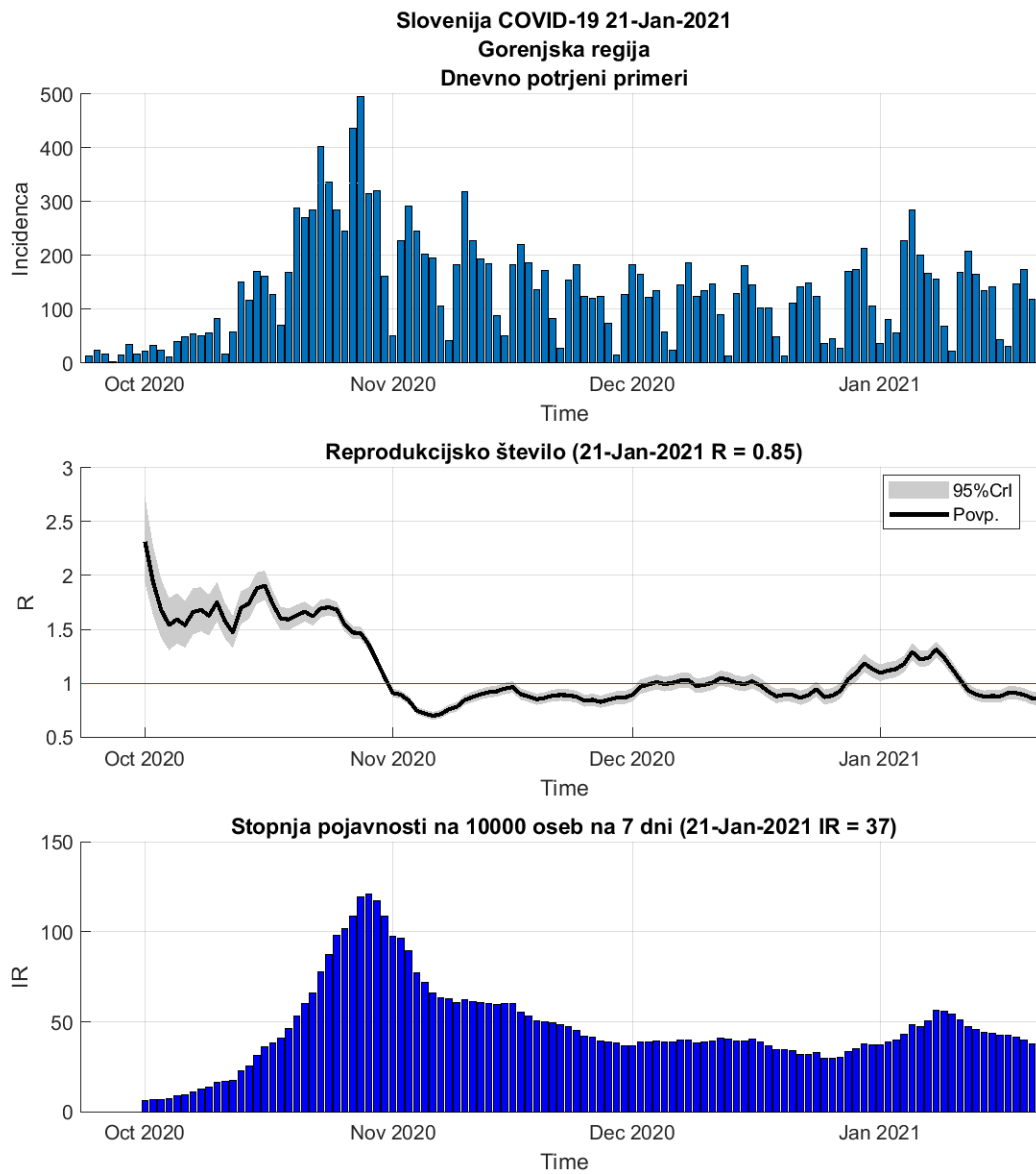 Slovenija COVID-19 21-Jan-2021
Gorenjska regija
Dnevno potrjeni primeri
500
400
300
200
100
0
Incidenca
Oct 2020 Nov 2020 Dec 2020 Jan 2021
Time
Reprodukcijsko število (21-Jan-2021 R = 0.85)
3
2.5
2
1.5
1
0.5
R
95%CrI
Povp.
Oct 2020 Nov 2020 Dec 2020 Jan 2021
Time
Stopnja pojavnosti na 10000 oseb na 7 dni (21-Jan-2021 IR = 37)
150
100
50
0
IR
Oct 2020 Nov 2020 Dec 2020 Jan 2021
Time